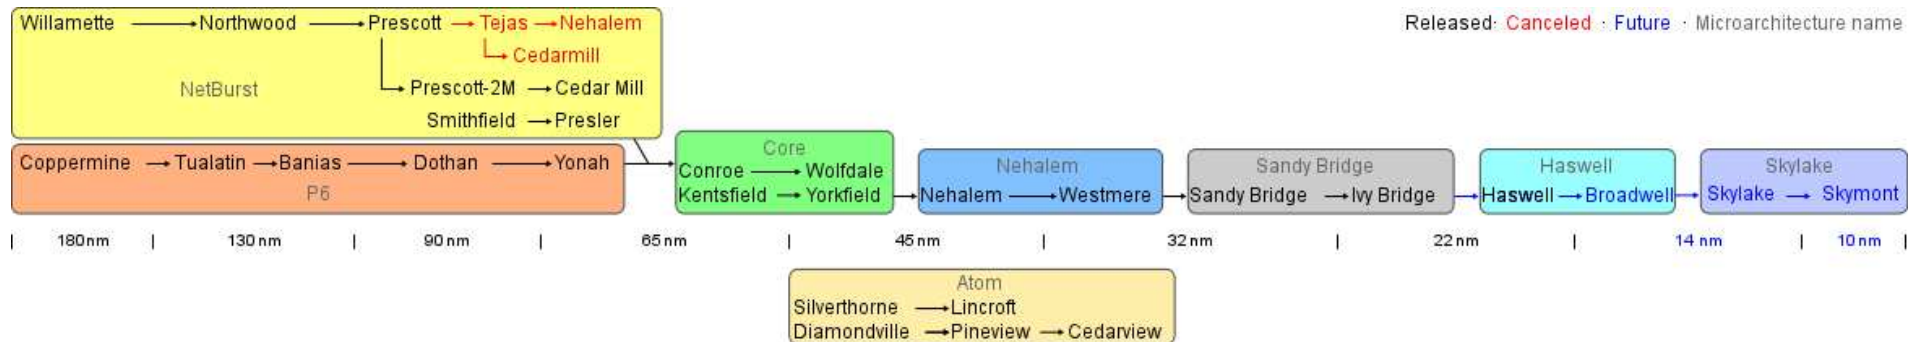 Willamette Northwood Prescott Tejas Nehalem
Released· Canceled · Future · Microarchitecture name
Cedarmill
NetBurst
Prescott-2M Cedar Mill
Smithfield Presler
Coppermine Tualatin Banias Dothan Yonah
P6
Core
Conroe Wolfdale
Kentsfield Yorkfield
Nehalem
Nehalem Westmere
Sandy Bridge
Sandy Bridge Ivy Bridge
Haswell
Haswell Broadwell
Skylake
Skylake Skymont
| 180nm | 130nm | 90nm | 65nm | 45nm | 32nm | 22nm | 14nm | 10nm |
Atom
Silverthorne Lincroft
Diamondville Pineview Cedarview